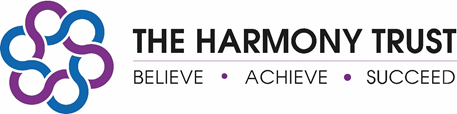 THE HARMONY TRUST
BELIEVE • ACHIEVE • SUCCEED